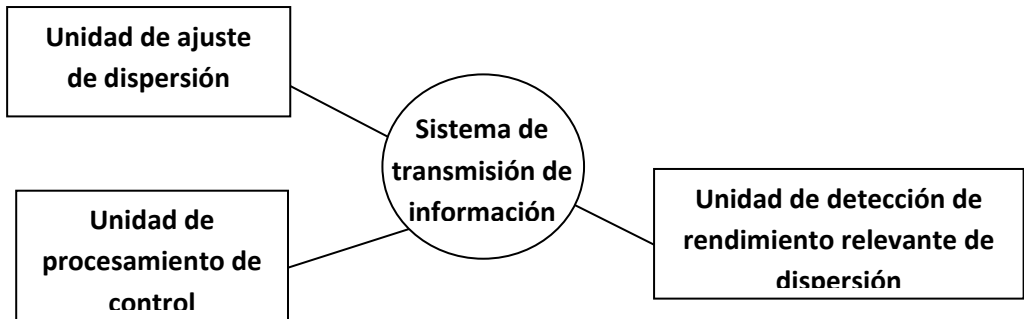 Unidad de ajuste
de dispersión
Sistema de
transmisión de
información
Unidad de
procesamiento de
control
Unidad de detección de
rendimiento relevante de
dispersión